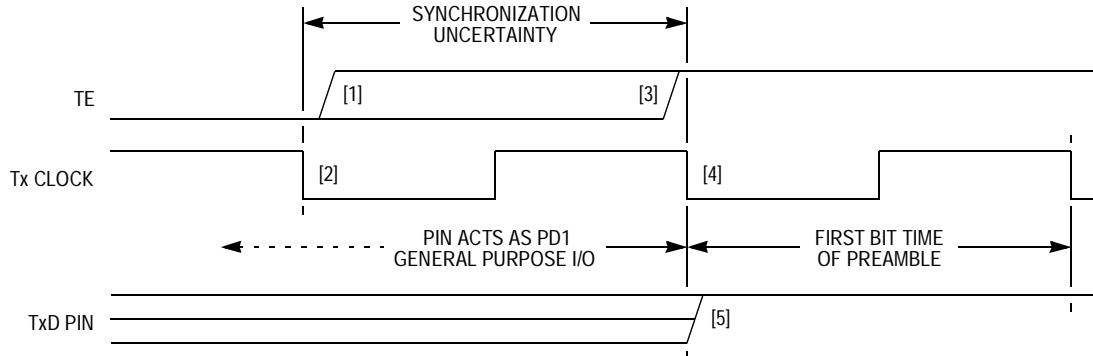 SYNCHRONIZATION
UNCERTAINTY
TE
[1]
[3]
Tx CLOCK
[2]
[4]
PIN ACTS AS PD1
GENERAL PURPOSE I/O
FIRST BIT TIME
OF PREAMBLE
TxD PIN
[5]